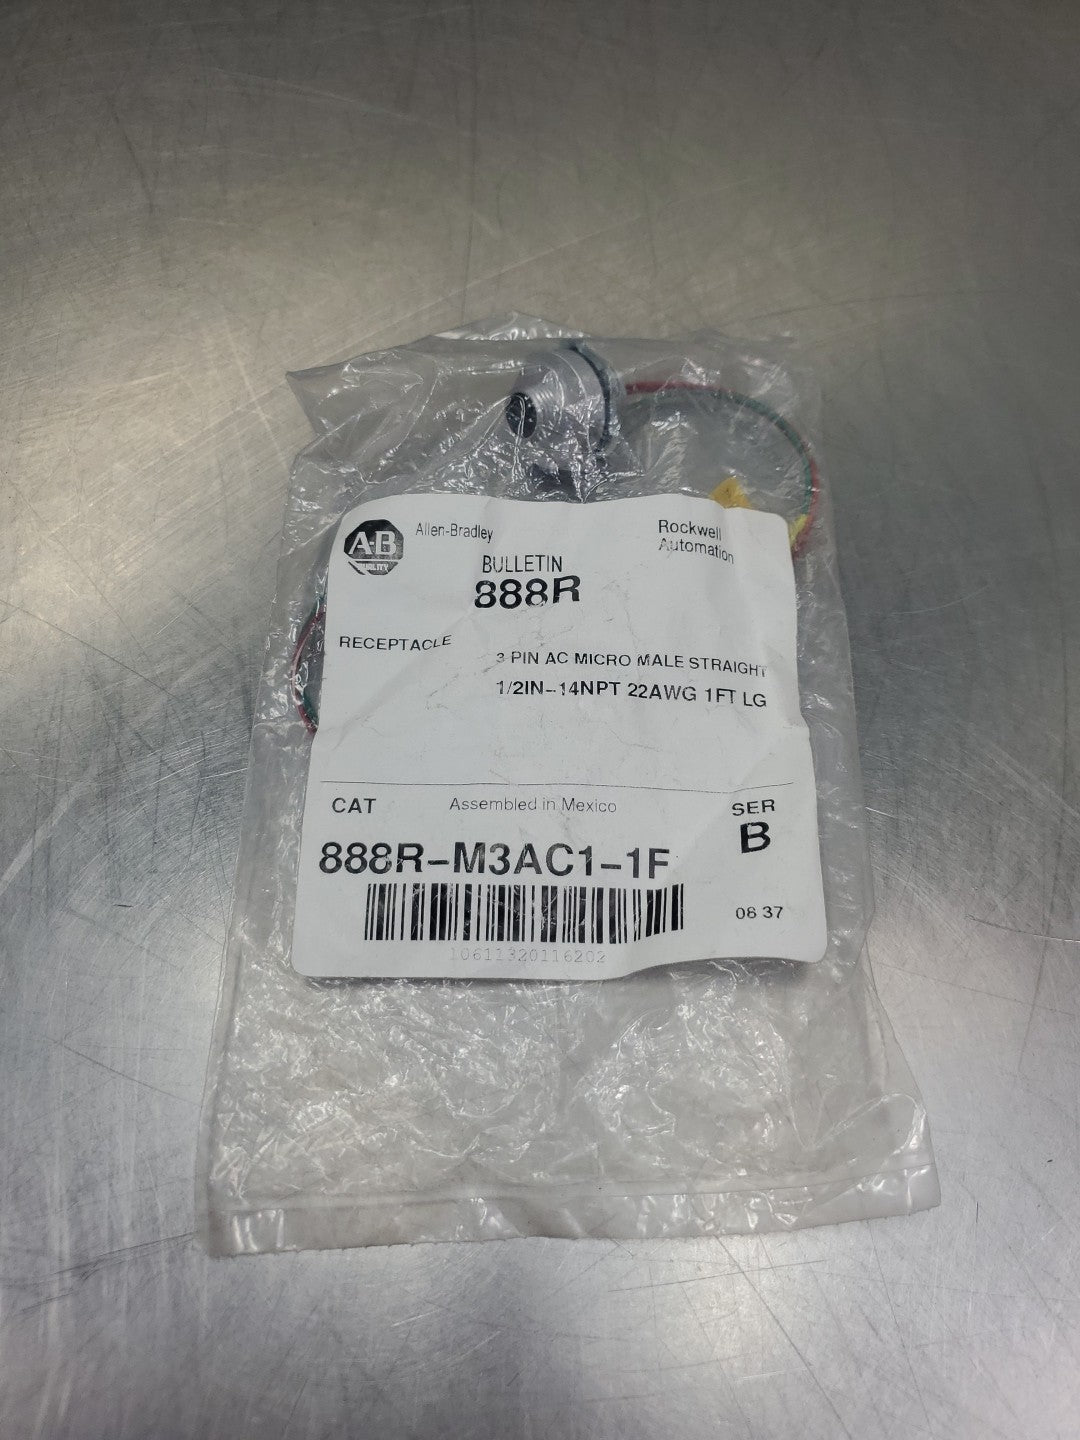 A-B
QUALITY
Allen-Bradley
Rockwell
Automation
BULLETIN
888R
RECEPTACLE
3 PIN AC MICRO MALE STRAIGHT
1/2IN-14NPT 22AWG 1FT LG
CAT
Assembled in Mexico
SER
B
888R-M3AC1-1F
08 37
10611320116202